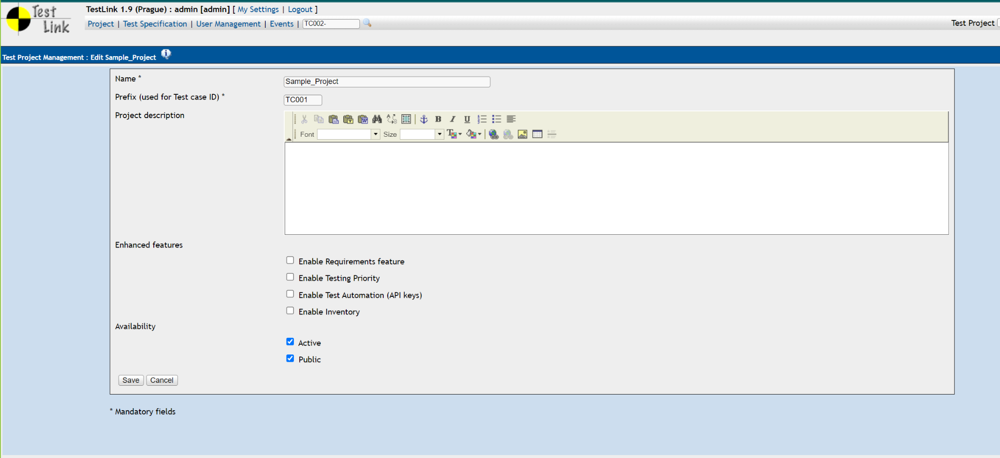 Test
Link
TestLink 1.9 (Prague) : admin [admin] [ My Settings | Logout ]
Project | Test Specification | User Management | Events | TC002-
Test Project
Test Project Management : Edit Sample_Project
Name *
Sample_Project
Prefix (used for Test case ID) *
TC001
Project description
Font
Size
Enhanced features
Enable Requirements feature
Enable Testing Priority
Enable Test Automation (API keys)
Enable Inventory
Availability
Active
Public
Save
Cancel
* Mandatory fields